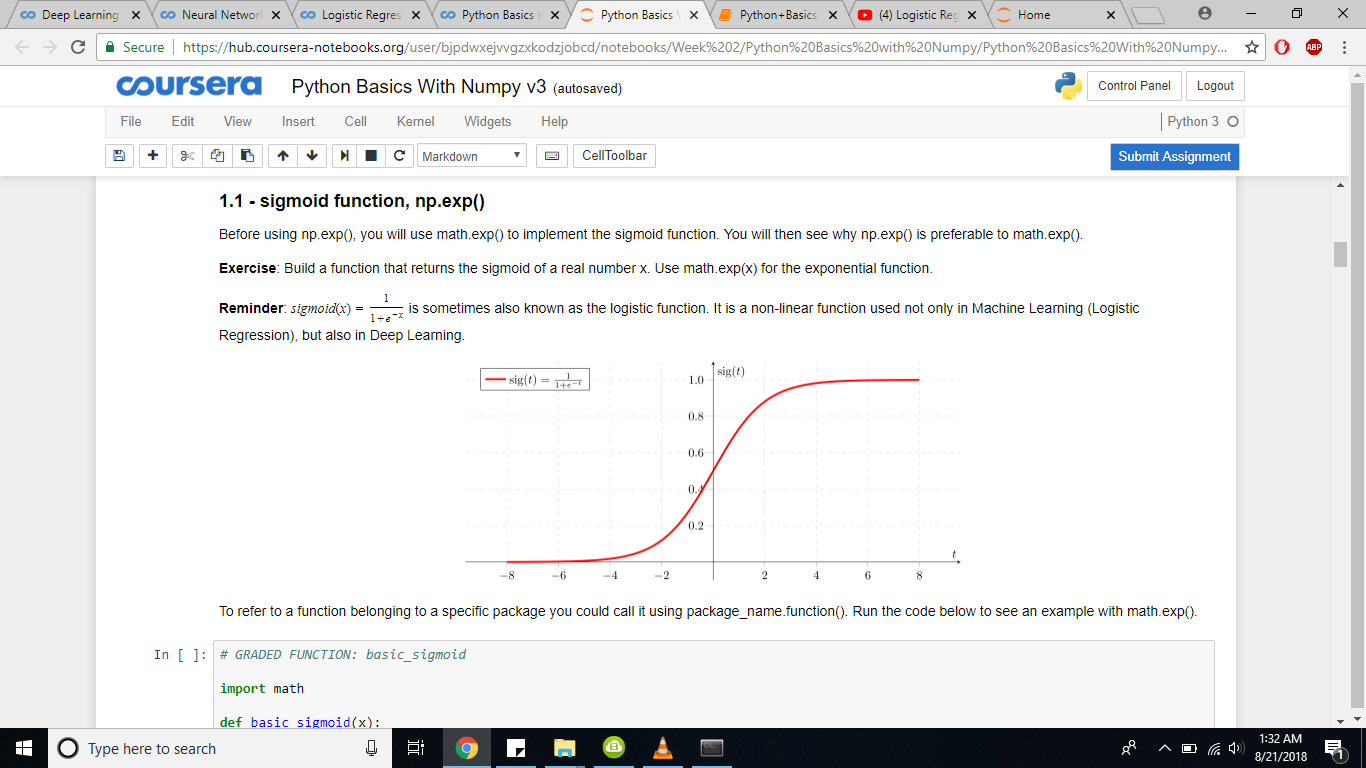 Deep Learning
Neural Networ
Logistic Regres
Python Basics w
Python Basics W
Python+Basics
(4) Logistic Reg
Home
Secure
https://hub.coursera-notebooks.org/user/bjpdwxejvvgzxkodzjobcd/notebooks/Week%202/Python%20Basics%20with%20Numpy/Python%20Basics%20With%20Numpy...
ABP
coursera
Python Basics With Numpy v3 (autosaved)
Control Panel
Logout
File Edit View Insert Cell Kernel Widgets Help
Python 3
Markdown
CellToolbar
Submit Assignment
1.1 - sigmoid function, np.exp()
Before using np.exp(), you will use math.exp() to implement the sigmoid function. You will then see why np.exp() is preferable to math.exp().
Exercise: Build a function that returns the sigmoid of a real number x. Use math.exp(x) for the exponential function.
Reminder: sigmoid(x) = 1/(1+e^−x) is sometimes also known as the logistic function. It is a non-linear function used not only in Machine Learning (Logistic
Regression), but also in Deep Learning.
sig(t) = 1/(1+e^−t)
sig(t)
1.0
0.8
0.6
0.4
0.2
t
−8 −6 −4 −2 2 4 6 8
To refer to a function belonging to a specific package you could call it using package_name.function(). Run the code below to see an example with math.exp().
In [ ]:
# GRADED FUNCTION: basic_sigmoid
import math
def basic_sigmoid(x):
Type here to search
1:32 AM
8/21/2018
1